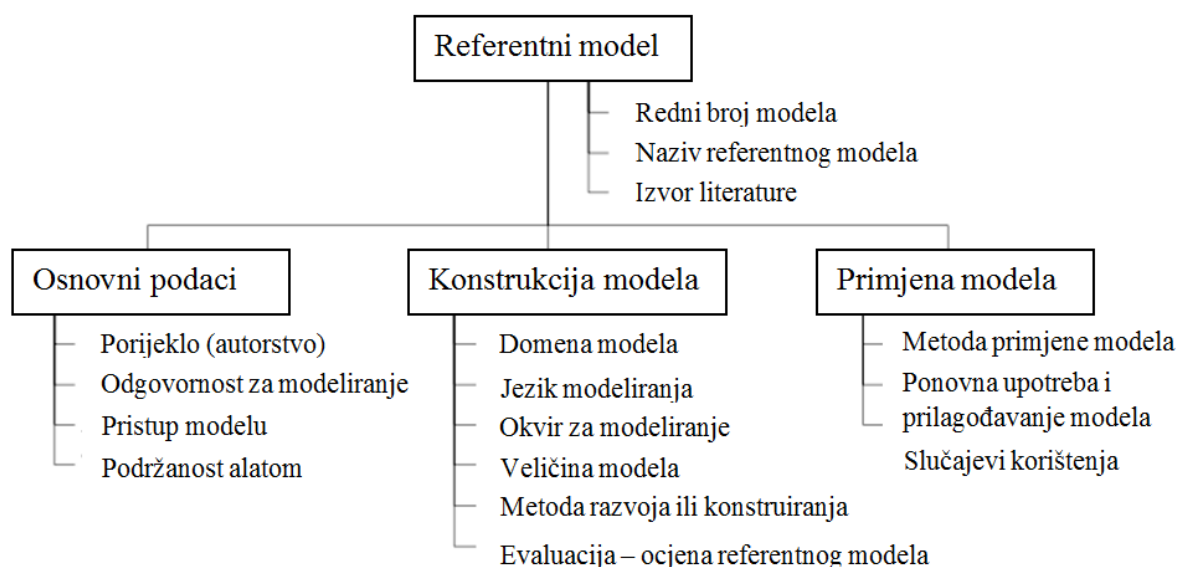 Referentni model
Redni broj modela
Naziv referentnog modela
Izvor literature
Osnovni podaci
Porijeklo (autorstvo)
Odgovornost za modeliranje
Pristup modelu
Podržanost alatom
Konstrukcija modela
Domena modela
Jezik modeliranja
Okvir za modeliranje
Veličina modela
Metoda razvoja ili konstruiranja
Evaluacija – ocjena referentnog modela
Primjena modela
Metoda primjene modela
Ponovna upotreba i
prilagođavanje modela
Slučajevi korištenja